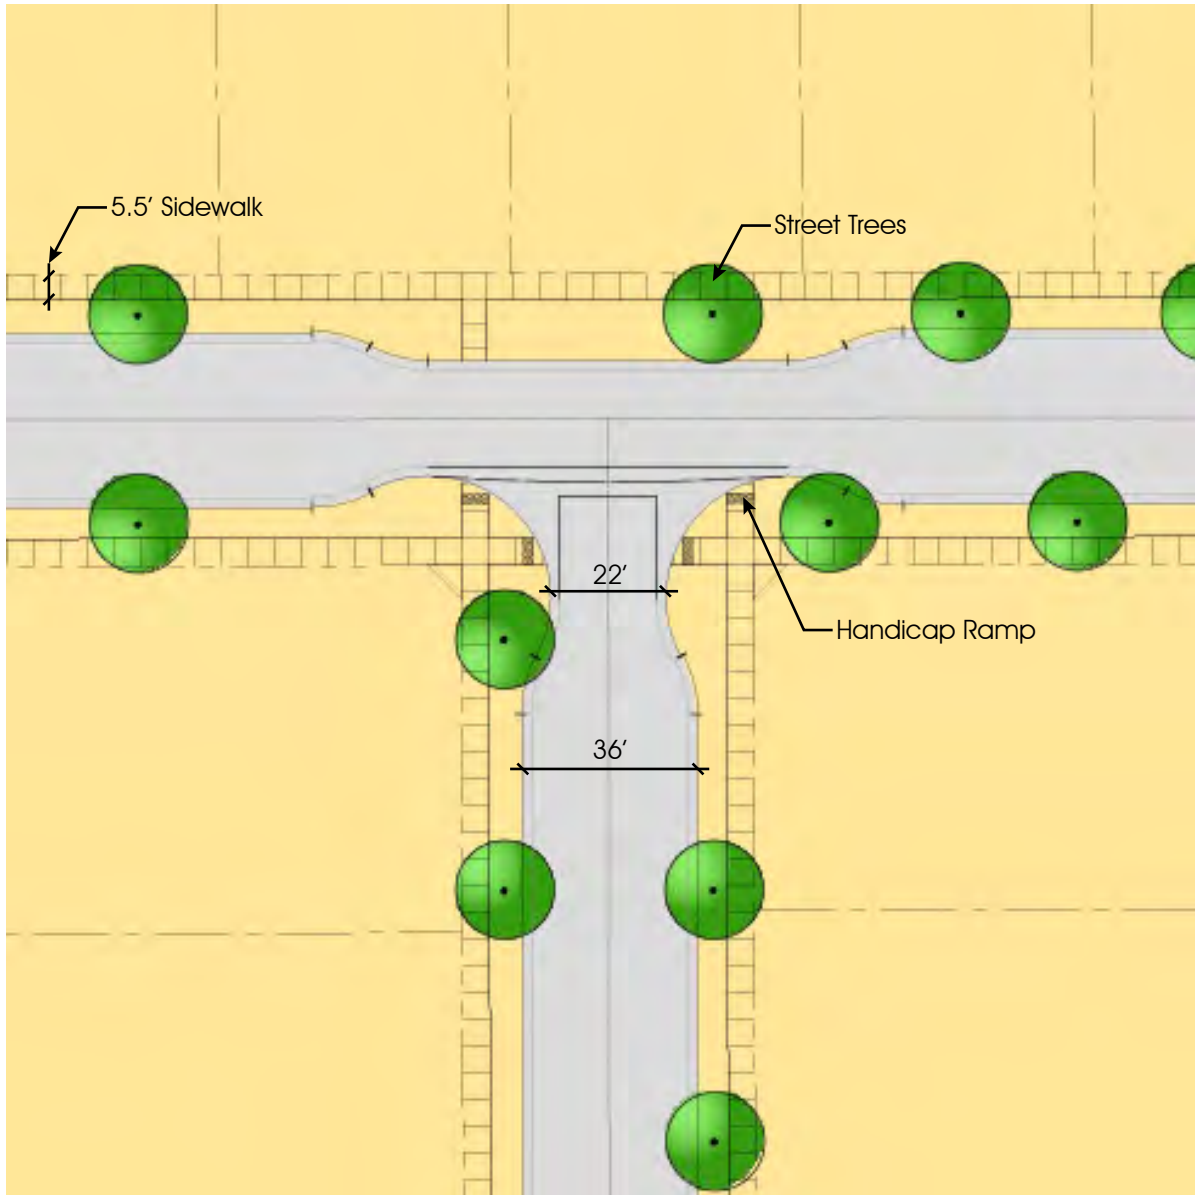 5.5′ Sidewalk
Street Trees
22′
Handicap Ramp
36′